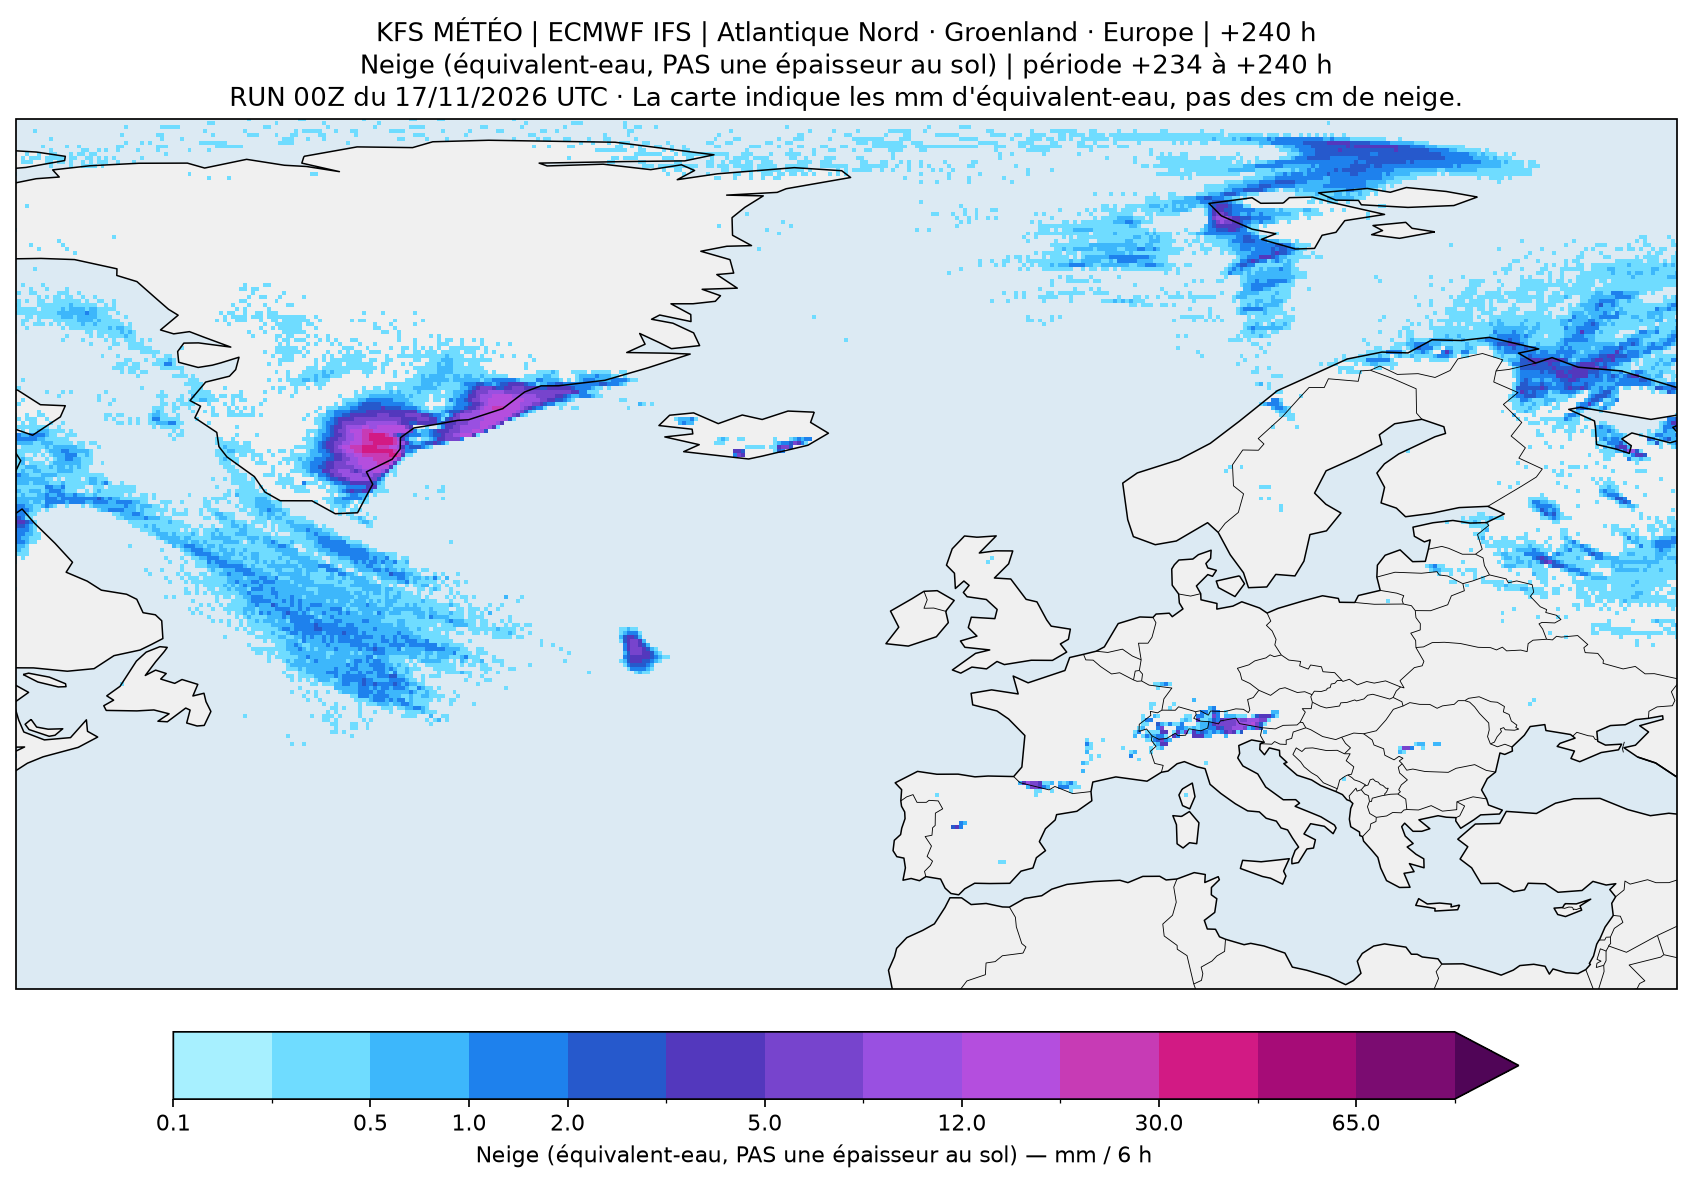 KFS MÉTÉO | ECMWF IFS | Atlantique Nord · Groenland · Europe | +240 h
Neige (équivalent-eau, PAS une épaisseur au sol) | période +234 à +240 h
RUN 00Z du 17/11/2026 UTC · La carte indique les mm d'équivalent-eau, pas des cm de neige.
0.1 0.5 1.0 2.0 5.0 12.0 30.0 65.0
Neige (équivalent-eau, PAS une épaisseur au sol) — mm / 6 h